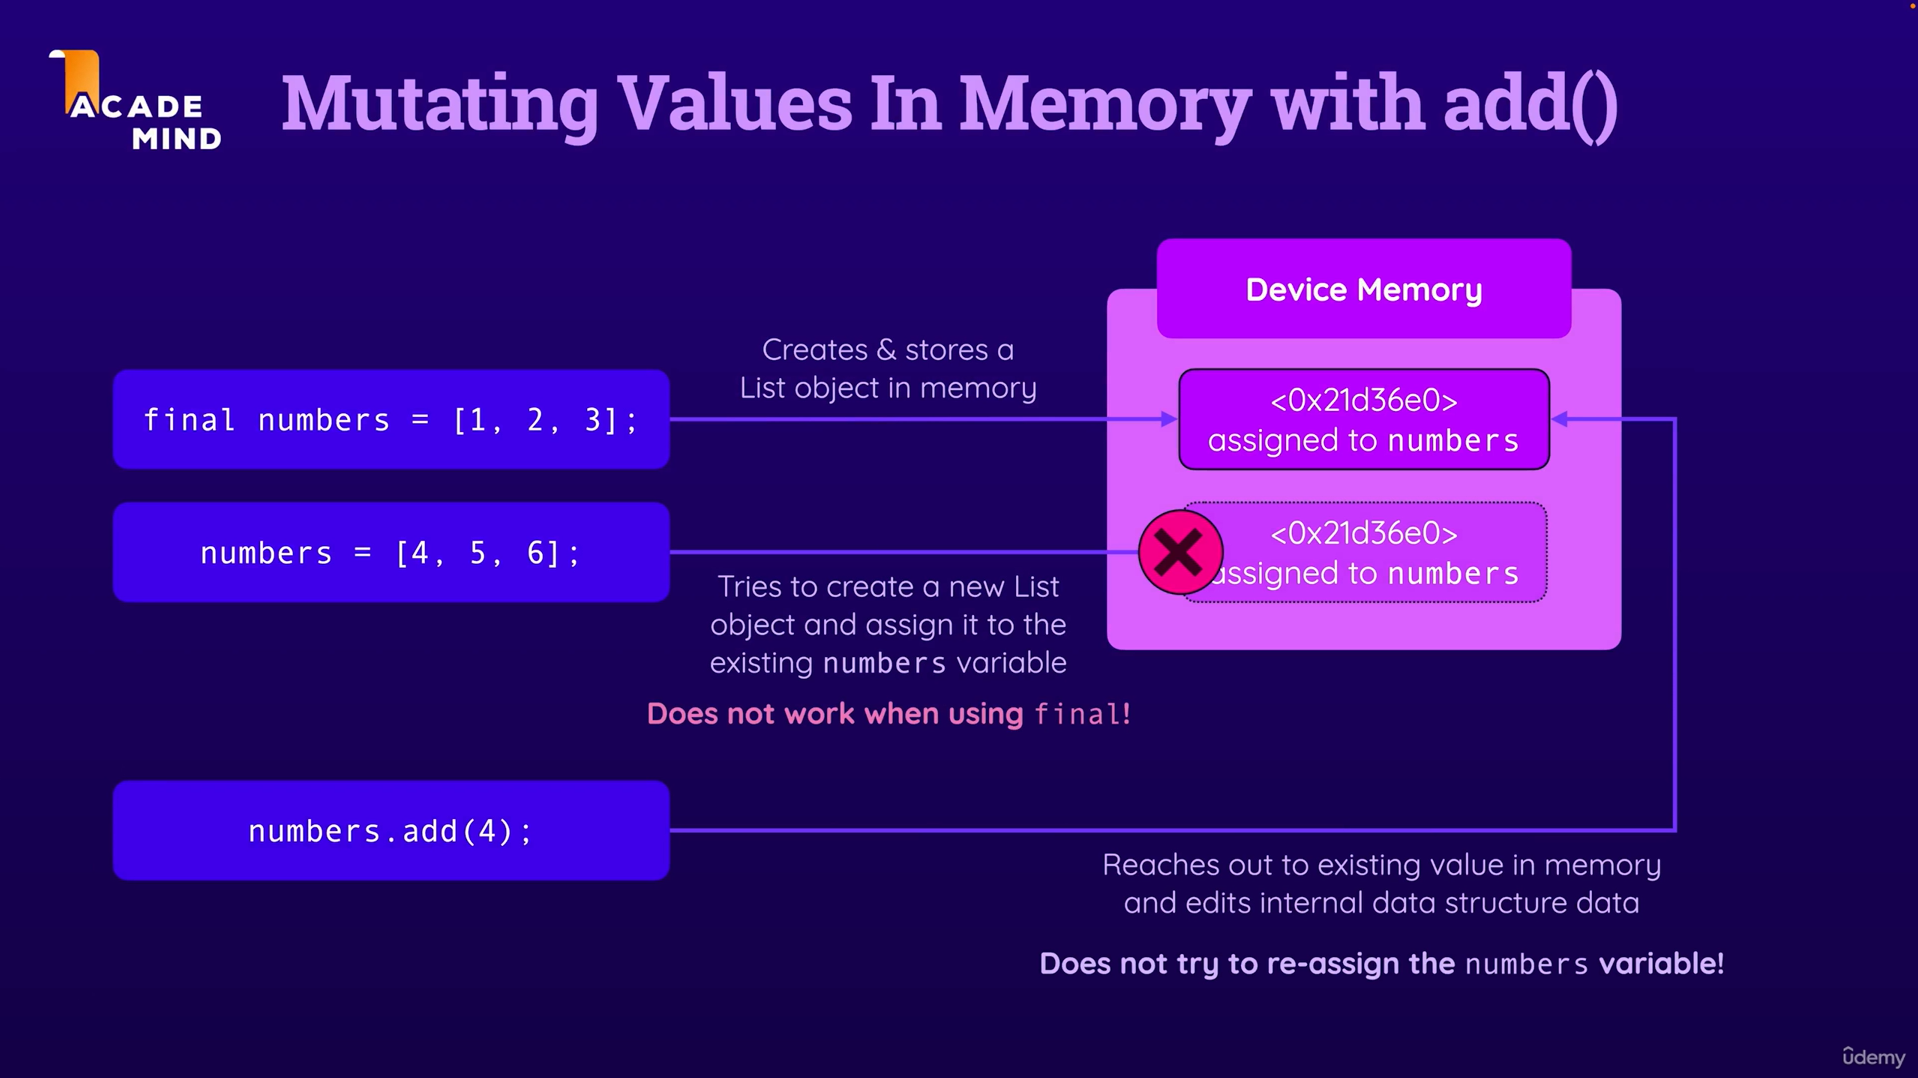 ACADE
MIND
Mutating Values In Memory with add()
Device Memory
Creates & stores a
List object in memory
final numbers = [1, 2, 3];
<0x21d36e0>
assigned to numbers
numbers = [4, 5, 6];
<0x21d36e0>
assigned to numbers
Tries to create a new List
object and assign it to the
existing numbers variable
Does not work when using final!
numbers.add(4);
Reaches out to existing value in memory
and edits internal data structure data
Does not try to re-assign the numbers variable!
ûdemy